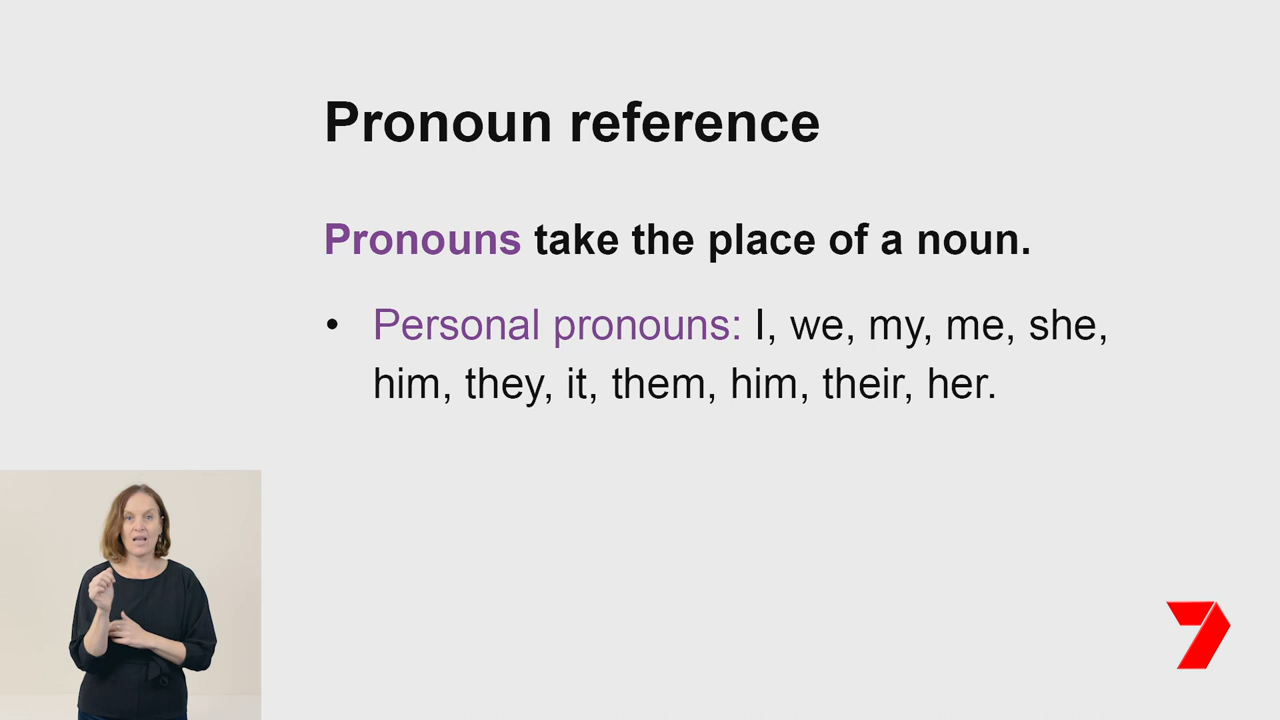 Pronoun reference
Pronouns take the place of a noun.
• Personal pronouns: I, we, my, me, she,
him, they, it, them, him, their, her.
7